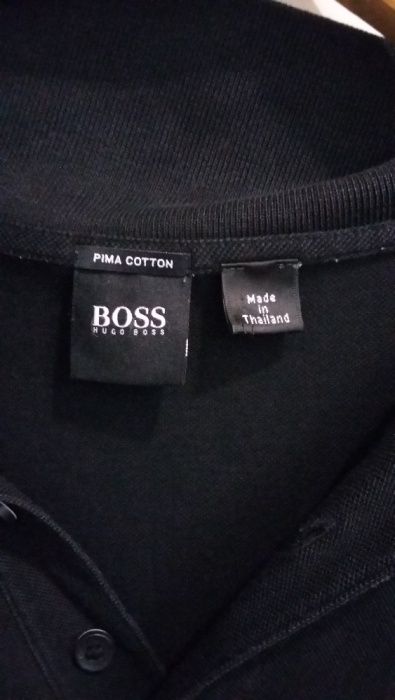 PIMA COTTON
BOSS
HUGO BOSS
Made
in
Thailand